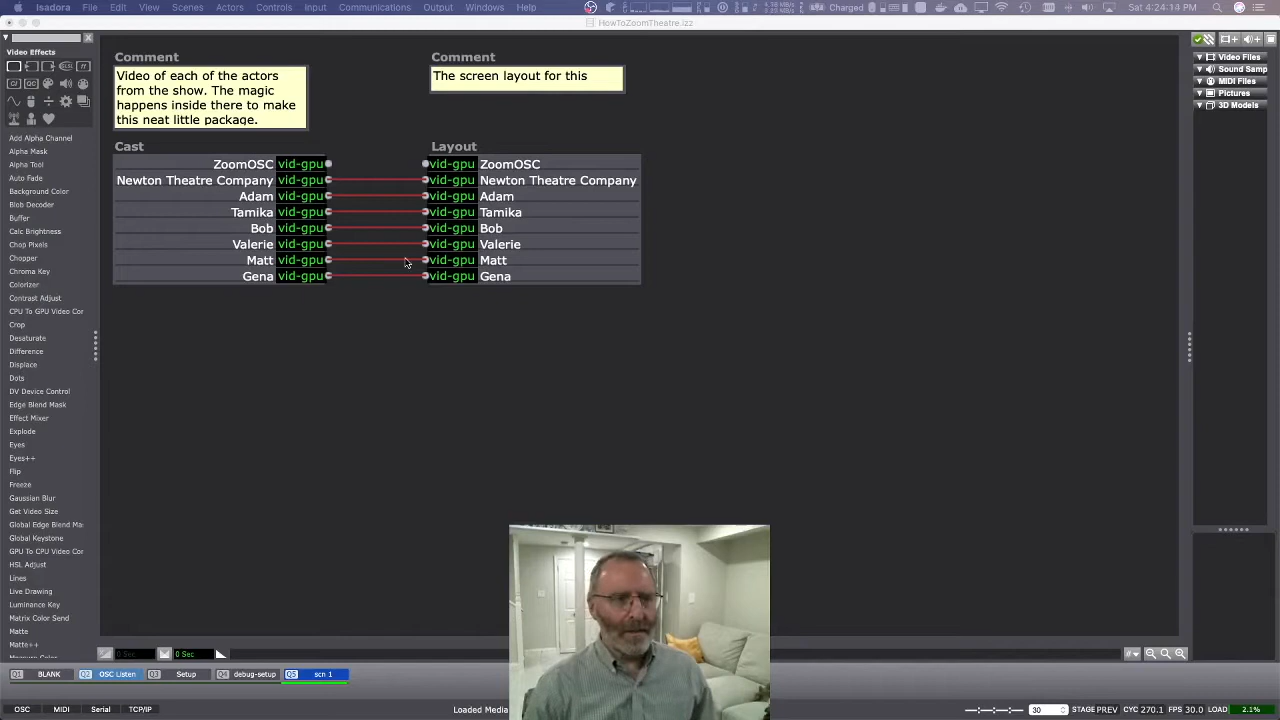 Isadora File Edit View Scenes Actors Controls Input Communications Output Windows Help Charged Sat 4:24:14 PM
HowToZoomTheatre.izz
Video Effects
Add Alpha Channel
Alpha Mask
Alpha Tool
Auto Fade
Background Color
Blob Decoder
Buffer
Calc Brightness
Chop Pixels
Chopper
Chroma Key
Colorizer
Contrast Adjust
CPU To GPU Video Cor
Crop
Desaturate
Difference
Displace
Dots
DV Device Control
Edge Blend Mask
Effect Mixer
Explode
Eyes
Eyes++
Flip
Freeze
Gaussian Blur
Get Video Size
Global Edge Blend Ma
Global Keystone
GPU To CPU Video Cor
HSL Adjust
Lines
Live Drawing
Luminance Key
Matrix Color Send
Matte
Matte++
Comment
Video of each of the actors
from the show. The magic
happens inside there to make
this neat little package.
Comment
The screen layout for this
Cast
ZoomOSC vid-gpu
Newton Theatre Company vid-gpu
Adam vid-gpu
Tamika vid-gpu
Bob vid-gpu
Valerie vid-gpu
Matt vid-gpu
Gena vid-gpu
Layout
vid-gpu ZoomOSC
vid-gpu Newton Theatre Company
vid-gpu Adam
vid-gpu Tamika
vid-gpu Bob
vid-gpu Valerie
vid-gpu Matt
vid-gpu Gena
Video Files
Sound Samp
MIDI Files
Pictures
3D Models
0 Sec 0 Sec
Q1 BLANK Q2 OSC Listen Q3 Setup Q4 debug-setup Q5 scn 1
OSC MIDI Serial TCP/IP Loaded Media 30 STAGE PREV CYC 270.1 FPS 30.0 LOAD 2.1%